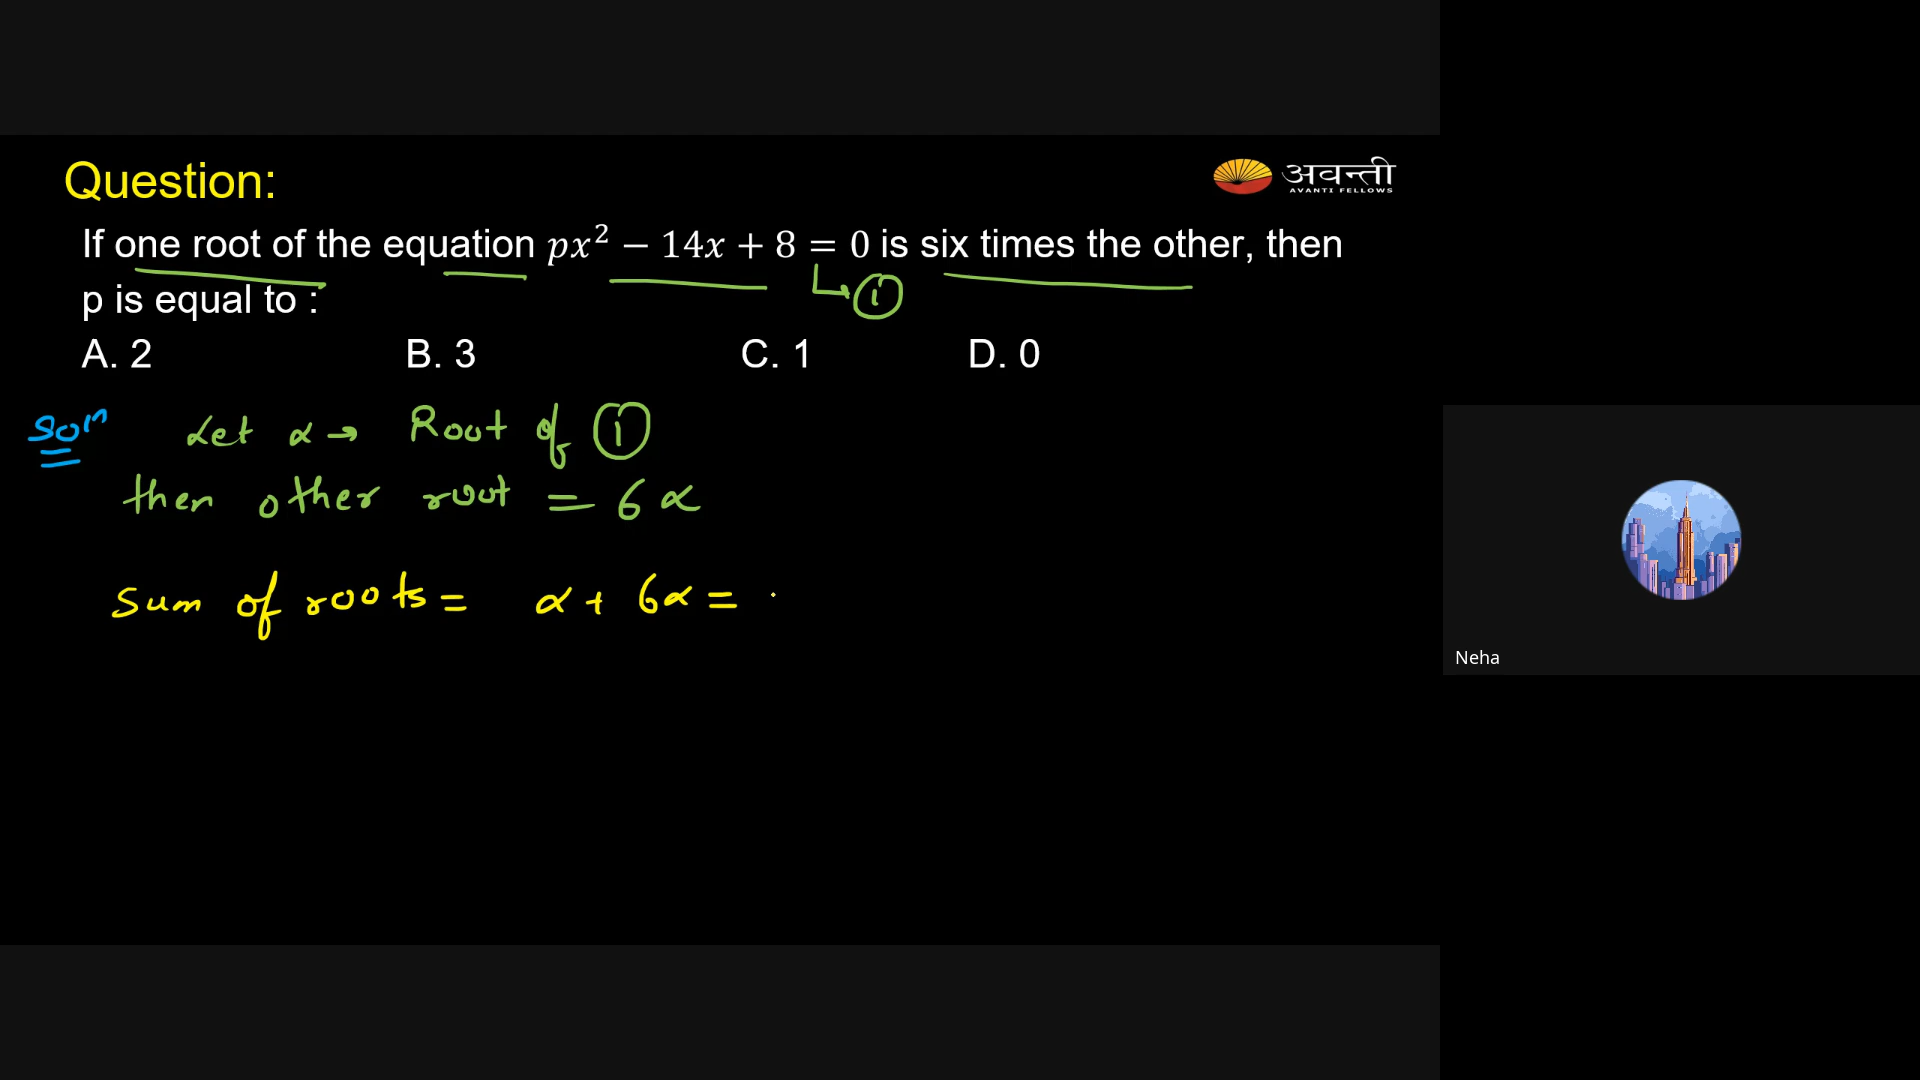 Question:
अवन्ती
AVANTI FELLOWS
If one root of the equation px² − 14x + 8 = 0 is six times the other, then
p is equal to :
①
A. 2 B. 3 C. 1 D. 0
Soln Let α → Root of ①
then other root = 6α
Sum of roots = α + 6α =
Neha